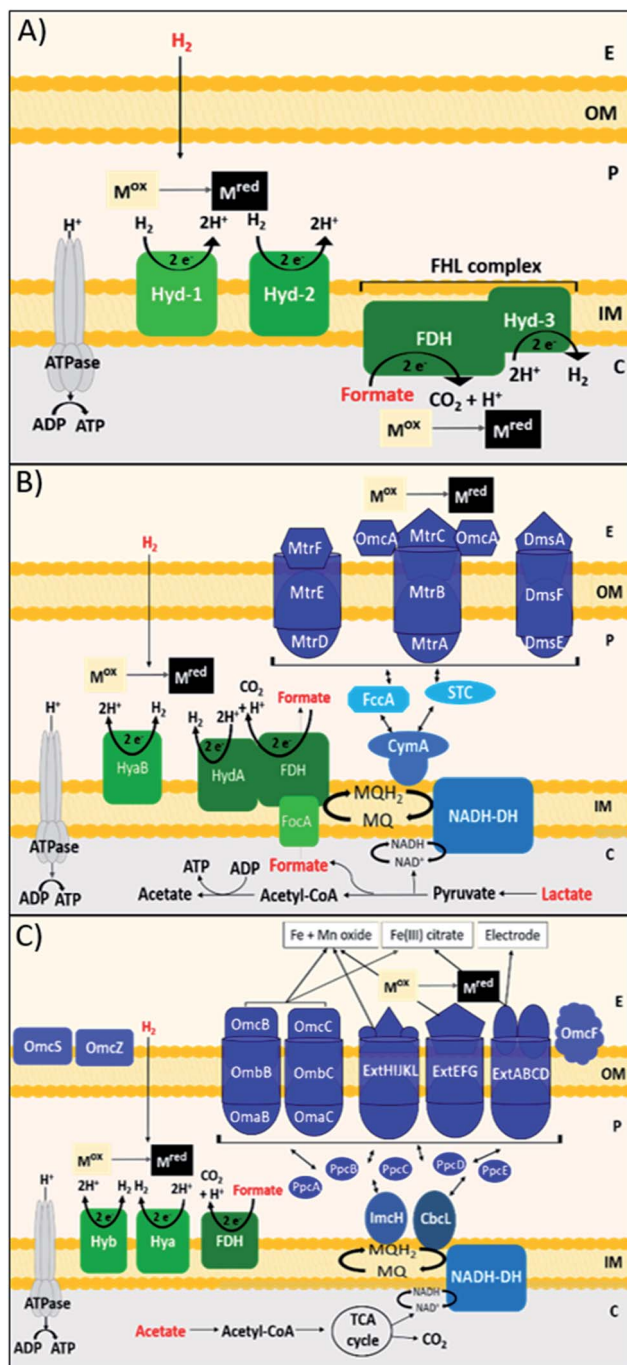 A)
H₂
E
OM
P
Mᵒˣ
Mʳᵉᵈ
H⁺
H₂
2H⁺
H₂
2H⁺
2 e⁻
2 e⁻
Hyd-1
Hyd-2
FHL complex
Hyd-3
IM
FDH
2 e⁻
2 e⁻
C
ATPase
2H⁺
H₂
Formate
CO₂ + H⁺
ADP
ATP
Mᵒˣ
Mʳᵉᵈ
B)
Mᵒˣ
Mʳᵉᵈ
E
H₂
MtrF
OmcA
MtrC
OmcA
DmsA
MtrE
MtrB
DmsF
OM
MtrD
MtrA
DmsE
P
Mᵒˣ
Mʳᵉᵈ
CO₂
+ H⁺
Formate
FccA
STC
H⁺
2H⁺
H₂
H₂
2H⁺
2 e⁻
2 e⁻
2 e⁻
CymA
HyaB
HydA
FDH
MQH₂
MQ
NADH-DH
IM
FocA
NADH
NAD⁺
C
ATPase
ATP
ADP
Formate
ADP
ATP
Acetate
Acetyl-CoA
Pyruvate
Lactate
C)
Fe + Mn oxide
Fe(III) citrate
Electrode
Mᵒˣ
Mʳᵉᵈ
E
OmcS
OmcZ
H₂
OmcB
OmcC
OmcF
OmbB
OmbC
ExtHIJKL
ExtEFG
ExtABCD
OM
OmaB
OmaC
P
Mᵒˣ
Mʳᵉᵈ
CO₂
+ H⁺
Formate
PpcA
PpcB
PpcC
PpcD
PpcE
H⁺
2H⁺
H₂
H₂
2H⁺
2 e⁻
2 e⁻
2 e⁻
ImcH
CbcL
Hyb
Hya
FDH
MQH₂
MQ
NADH-DH
IM
NADH
NAD⁺
ATPase
C
Acetate
Acetyl-CoA
TCA
cycle
CO₂
ADP
ATP